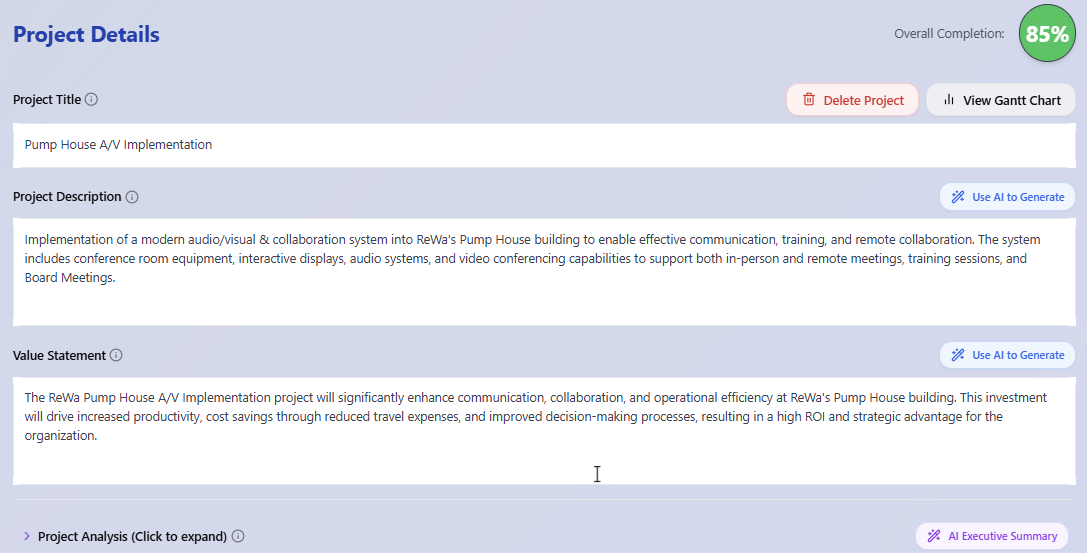 Project Details
Overall Completion:
85%
Project Title
Delete Project
View Gantt Chart
Pump House A/V Implementation
Project Description
Use AI to Generate
Implementation of a modern audio/visual & collaboration system into ReWa's Pump House building to enable effective communication, training, and remote collaboration. The system
includes conference room equipment, interactive displays, audio systems, and video conferencing capabilities to support both in-person and remote meetings, training sessions, and
Board Meetings.
Value Statement
Use AI to Generate
The ReWa Pump House A/V Implementation project will significantly enhance communication, collaboration, and operational efficiency at ReWa's Pump House building. This investment
will drive increased productivity, cost savings through reduced travel expenses, and improved decision-making processes, resulting in a high ROI and strategic advantage for the
organization.
Project Analysis (Click to expand)
AI Executive Summary